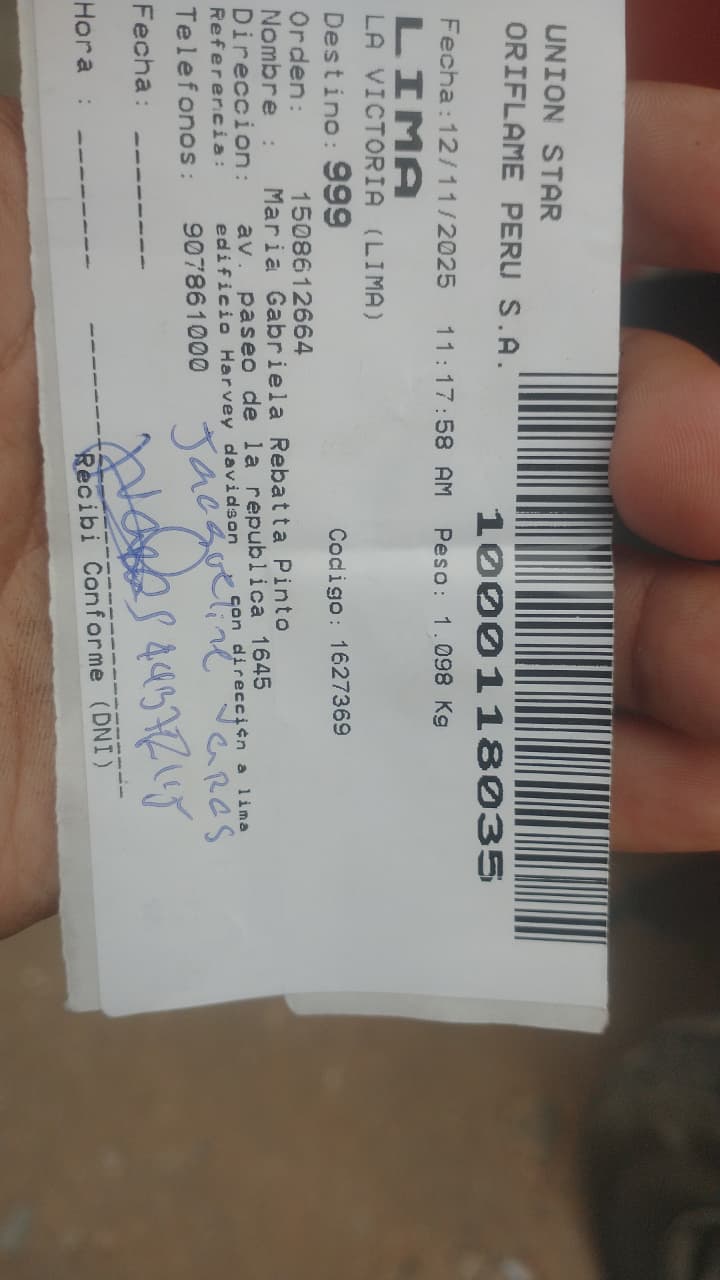 UNION STAR
ORIFLAME PERU S.A.
1000118035
Fecha:12/11/2025 11:17:58 AM Peso: 1.098 Kg
LIMA
LA VICTORIA (LIMA)
Destino: 999 Codigo: 1627369
Orden: 1508612664
Nombre : Maria Gabriela Rebatta Pinto
Direccion: av. paseo de la republica 1645
Referencia: edificio Harvey davidson con direcci¢n a lima
Telefonos: 907861000
Jacqueline
Fecha: --------
Hora : --------
Recibi Conforme (DNI)